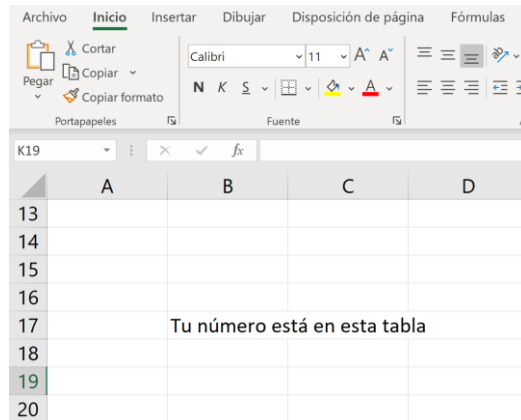 Archivo Inicio Insertar Dibujar Disposición de página Fórmulas
Pegar
Cortar
Copiar
Copiar formato
Portapapeles
Calibri 11 A A
N K S A
Fuente
K19 fx
A B C D
13
14
15
16
17 Tu número está en esta tabla
18
19
20